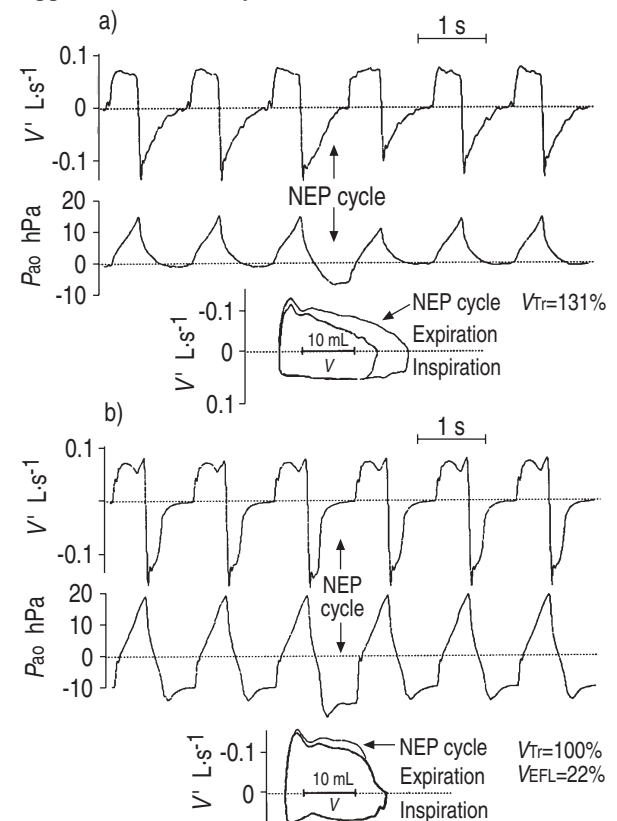 a)
1 s
0.1
0
-0.1
V' L·s-1
NEP cycle
20
10
0
-10
Pao hPa
-0.1
0
0.1
V' L·s-1
10 mL
V
NEP cycle
VTr=131%
Expiration
Inspiration
b)
1 s
0.1
-0.1
V' L·s-1
NEP
cycle
20
10
0
-10
Pao hPa
-0.1
0
V' L·s-1
10 mL
V
NEP cycle
VTr=100%
Expiration
VEFL=22%
Inspiration